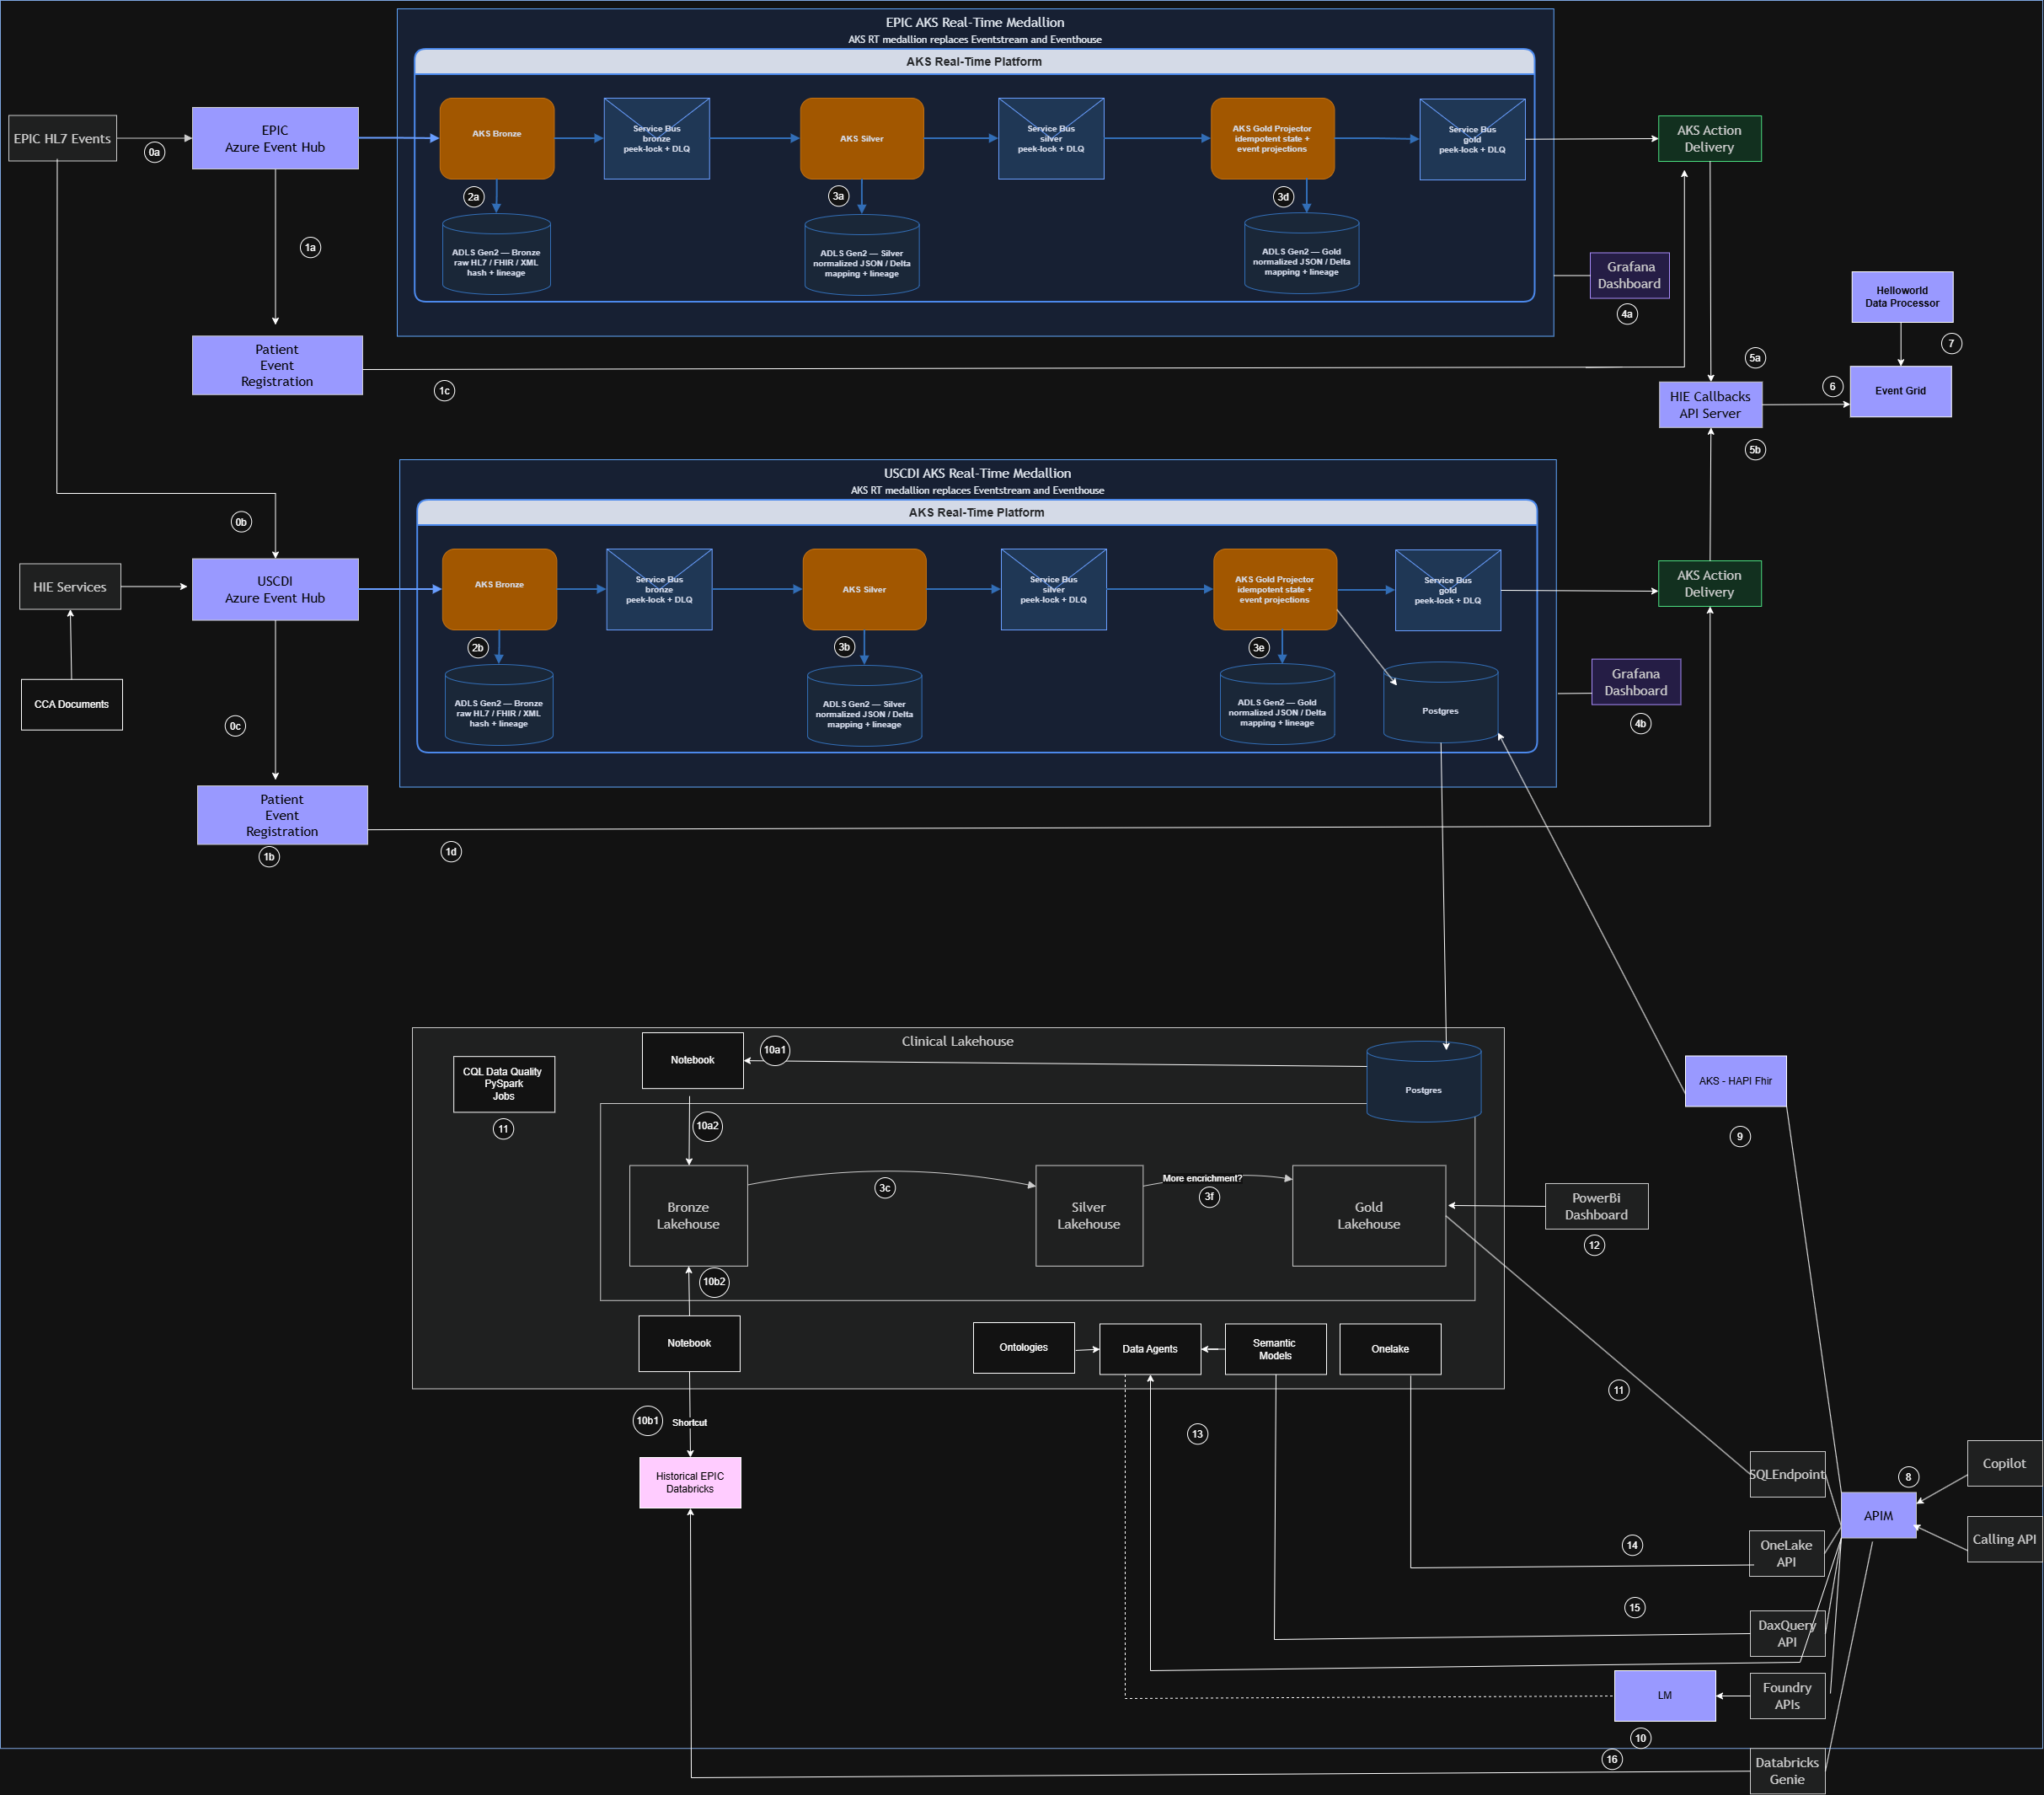 EPIC AKS Real-Time Medallion
AKS RT medallion replaces Eventstream and Eventhouse
AKS Real-Time Platform
EPIC HL7 Events
0a
EPIC
Azure Event Hub
AKS Bronze
Service Bus
bronze
peek-lock + DLQ
AKS Silver
Service Bus
silver
peek-lock + DLQ
AKS Gold Projector
idempotent state +
event projections
Service Bus
gold
peek-lock + DLQ
AKS Action
Delivery
2a
3a
3d
1a
ADLS Gen2 — Bronze
raw HL7 / FHIR / XML
hash + lineage
ADLS Gen2 — Silver
normalized JSON / Delta
mapping + lineage
ADLS Gen2 — Gold
normalized JSON / Delta
mapping + lineage
Grafana
Dashboard
4a
Helloworld
Data Processor
7
Patient
Event
Registration
1c
5a
6
HIE Callbacks
API Server
Event Grid
5b
USCDI AKS Real-Time Medallion
AKS RT medallion replaces Eventstream and Eventhouse
AKS Real-Time Platform
0b
HIE Services
USCDI
Azure Event Hub
AKS Bronze
Service Bus
bronze
peek-lock + DLQ
AKS Silver
Service Bus
silver
peek-lock + DLQ
AKS Gold Projector
idempotent state +
event projections
Service Bus
gold
peek-lock + DLQ
AKS Action
Delivery
2b
3b
3e
CCA Documents
0c
ADLS Gen2 — Bronze
raw HL7 / FHIR / XML
hash + lineage
ADLS Gen2 — Silver
normalized JSON / Delta
mapping + lineage
ADLS Gen2 — Gold
normalized JSON / Delta
mapping + lineage
Postgres
Grafana
Dashboard
4b
Patient
Event
Registration
1b
1d
Clinical Lakehouse
Notebook
10a1
CQL Data Quality
PySpark
Jobs
11
10a2
Postgres
AKS - HAPI Fhir
9
Bronze
Lakehouse
3c
Silver
Lakehouse
More encrichment?
3f
Gold
Lakehouse
PowerBi
Dashboard
12
10b2
Notebook
Ontologies
Data Agents
Semantic
Models
Onelake
10b1
Shortcut
13
11
Historical EPIC
Databricks
SQLEndpoint
8
Copilot
APIM
Calling API
14
OneLake
API
15
DaxQuery
API
LM
Foundry
APIs
10
16
Databricks
Genie